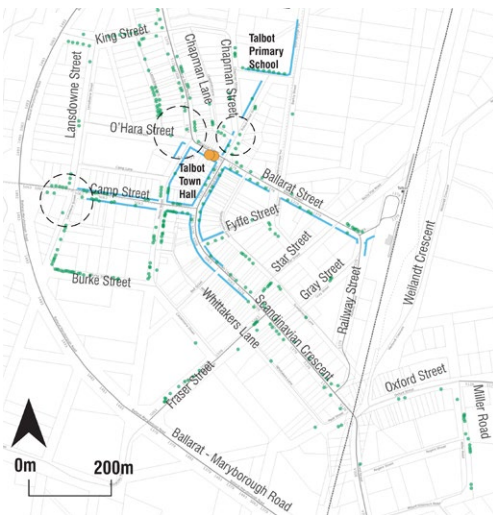 King Street
Chapman Lane
Chapman Street
Talbot
Primary
School
Lansdowne Street
O'Hara Street
Talbot
Town
Hall
Camp Street
Ballarat Street
Fyffe Street
Star Street
Gray Street
Burke Street
Whittakers Lane
Scandinavian Crescent
Railway Street
Weilandt Crescent
Fraser Street
Oxford Street
Miller Road
Ballarat - Maryborough Road
0m
200m